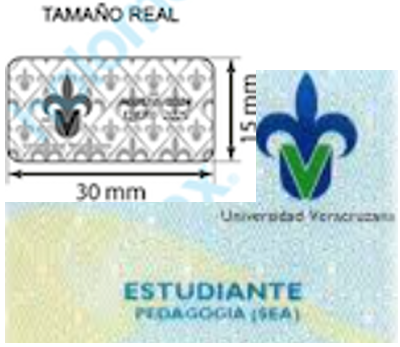 TAMAÑO REAL
15 mm
30 mm
Universidad Veracruzana
ESTUDIANTE
PEDAGOGIA (SEA)